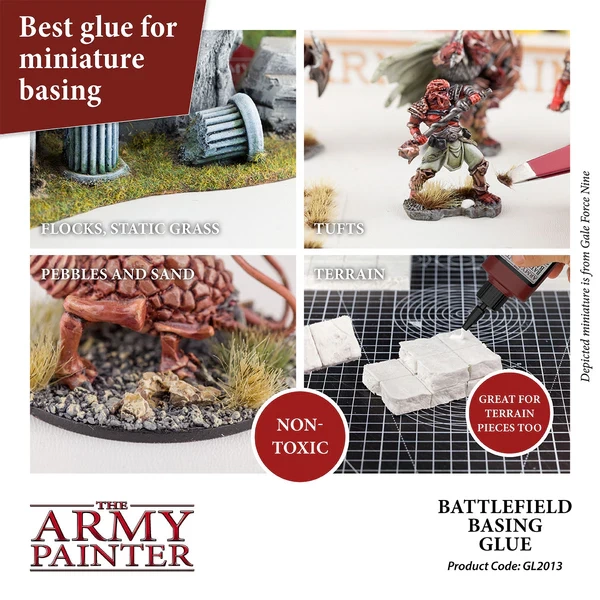 Best glue for
miniature
basing
FLOCKS, STATIC GRASS
TUFTS
PEBBLES AND SAND
TERRAIN
Depicted miniature is from Gale Force Nine
NON-
TOXIC
GREAT FOR
TERRAIN
PIECES TOO
THE
ARMY
PAINTER
BATTLEFIELD
BASING
GLUE
Product Code: GL2013